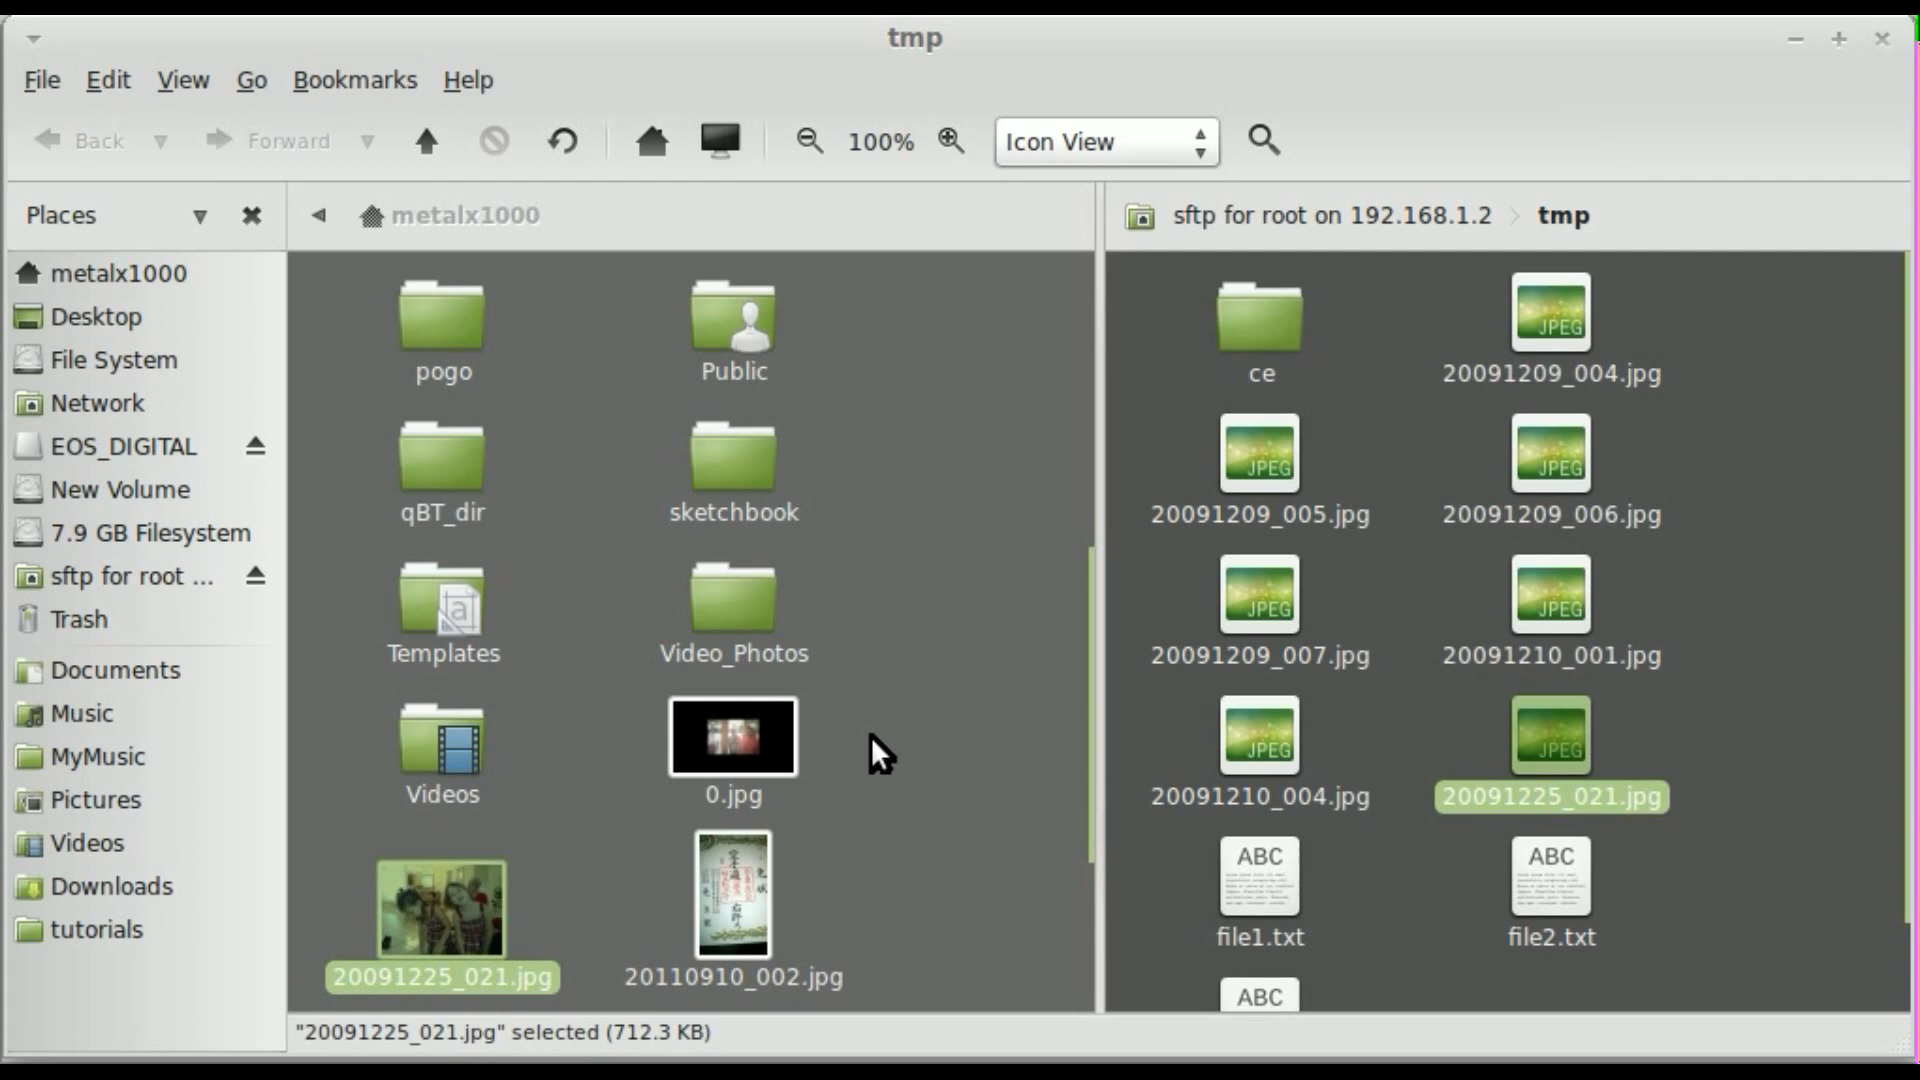 tmp
File Edit View Go Bookmarks Help
Back Forward 100% Icon View
Places
metalx1000
Desktop
File System
Network
EOS_DIGITAL
New Volume
7.9 GB Filesystem
sftp for root ...
Trash
Documents
Music
MyMusic
Pictures
Videos
Downloads
tutorials
metalx1000
pogo Public
qBT_dir sketchbook
a
Templates Video_Photos
Videos 0.jpg
20091225_021.jpg 20110910_002.jpg
sftp for root on 192.168.1.2 tmp
JPEG
ce 20091209_004.jpg
JPEG JPEG
20091209_005.jpg 20091209_006.jpg
JPEG JPEG
20091209_007.jpg 20091210_001.jpg
JPEG JPEG
20091210_004.jpg 20091225_021.jpg
ABC ABC
file1.txt file2.txt
ABC
"20091225_021.jpg" selected (712.3 KB)